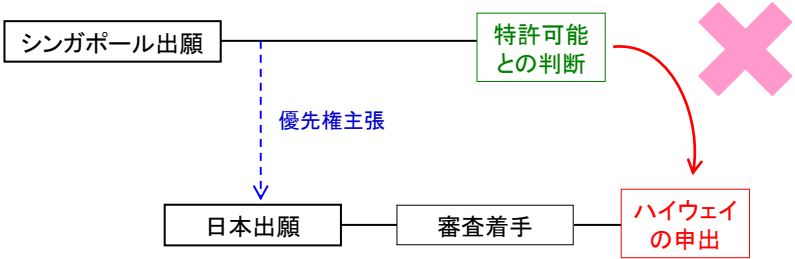 シンガポール出願
特許可能
との判断
優先権主張
日本出願
審査着手
ハイウェイ
の申出